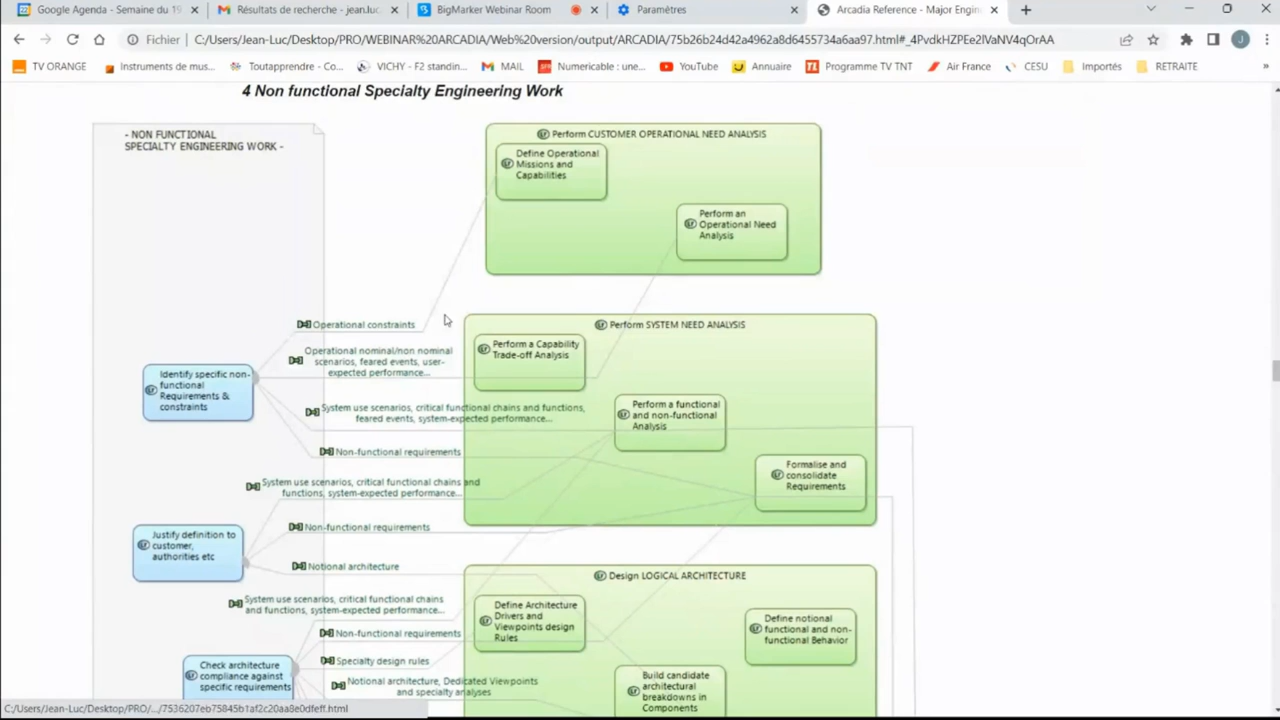 Google Agenda - Semaine du 19
Résultats de recherche - jean.luc
BigMarker Webinar Room
Paramètres
Arcadia Reference - Major Engin
Fichier
C:/Users/Jean-Luc/Desktop/PRO/WEBINAR%20ARCADIA/Web%20version/output/ARCADIA/75b26b24d42a4962a8d6455734a6aa97.html#_4PvdkHZPEe2lVaNV4qOrAA
J
TV ORANGE
Instruments de mus...
Toutapprendre - Co...
VICHY - F2 standin...
MAIL
Numericable : une...
YouTube
Annuaire
Programme TV TNT
Air France
CESU
Importés
RETRAITE
»
4 Non functional Specialty Engineering Work
- NON FUNCTIONAL
SPECIALTY ENGINEERING WORK -
Perform CUSTOMER OPERATIONAL NEED ANALYSIS
Define Operational
Missions and
Capabilities
Perform an
Operational Need
Analysis
Operational constraints
Perform SYSTEM NEED ANALYSIS
Operational nominal/non nominal
scenarios, feared events, user-
expected performance...
Perform a Capability
Trade-off Analysis
Identify specific non-
functional
Requirements &
constraints
System use scenarios, critical functional chains and functions,
feared events, system-expected performance...
Perform a functional
and non-functional
Analysis
Non-functional requirements
Formalise and
consolidate
Requirements
System use scenarios, critical functional chains and
functions, system-expected performance...
Non-functional requirements
Justify definition to
customer,
authorities etc
Notional architecture
Design LOGICAL ARCHITECTURE
System use scenarios, critical functional chains
and functions, system-expected performance...
Define Architecture
Drivers and
Viewpoints design
Rules
Define notional
functional and non-
functional Behavior
Non-functional requirements
Specialty design rules
Check architecture
compliance against
specific requirements
Notional architecture, Dedicated Viewpoints
and specialty analyses
Build candidate
architectural
breakdowns in
Components
C:/Users/Jean-Luc/Desktop/PRO/.../7536207eb75845b1af2c20aa8e0dfeff.html